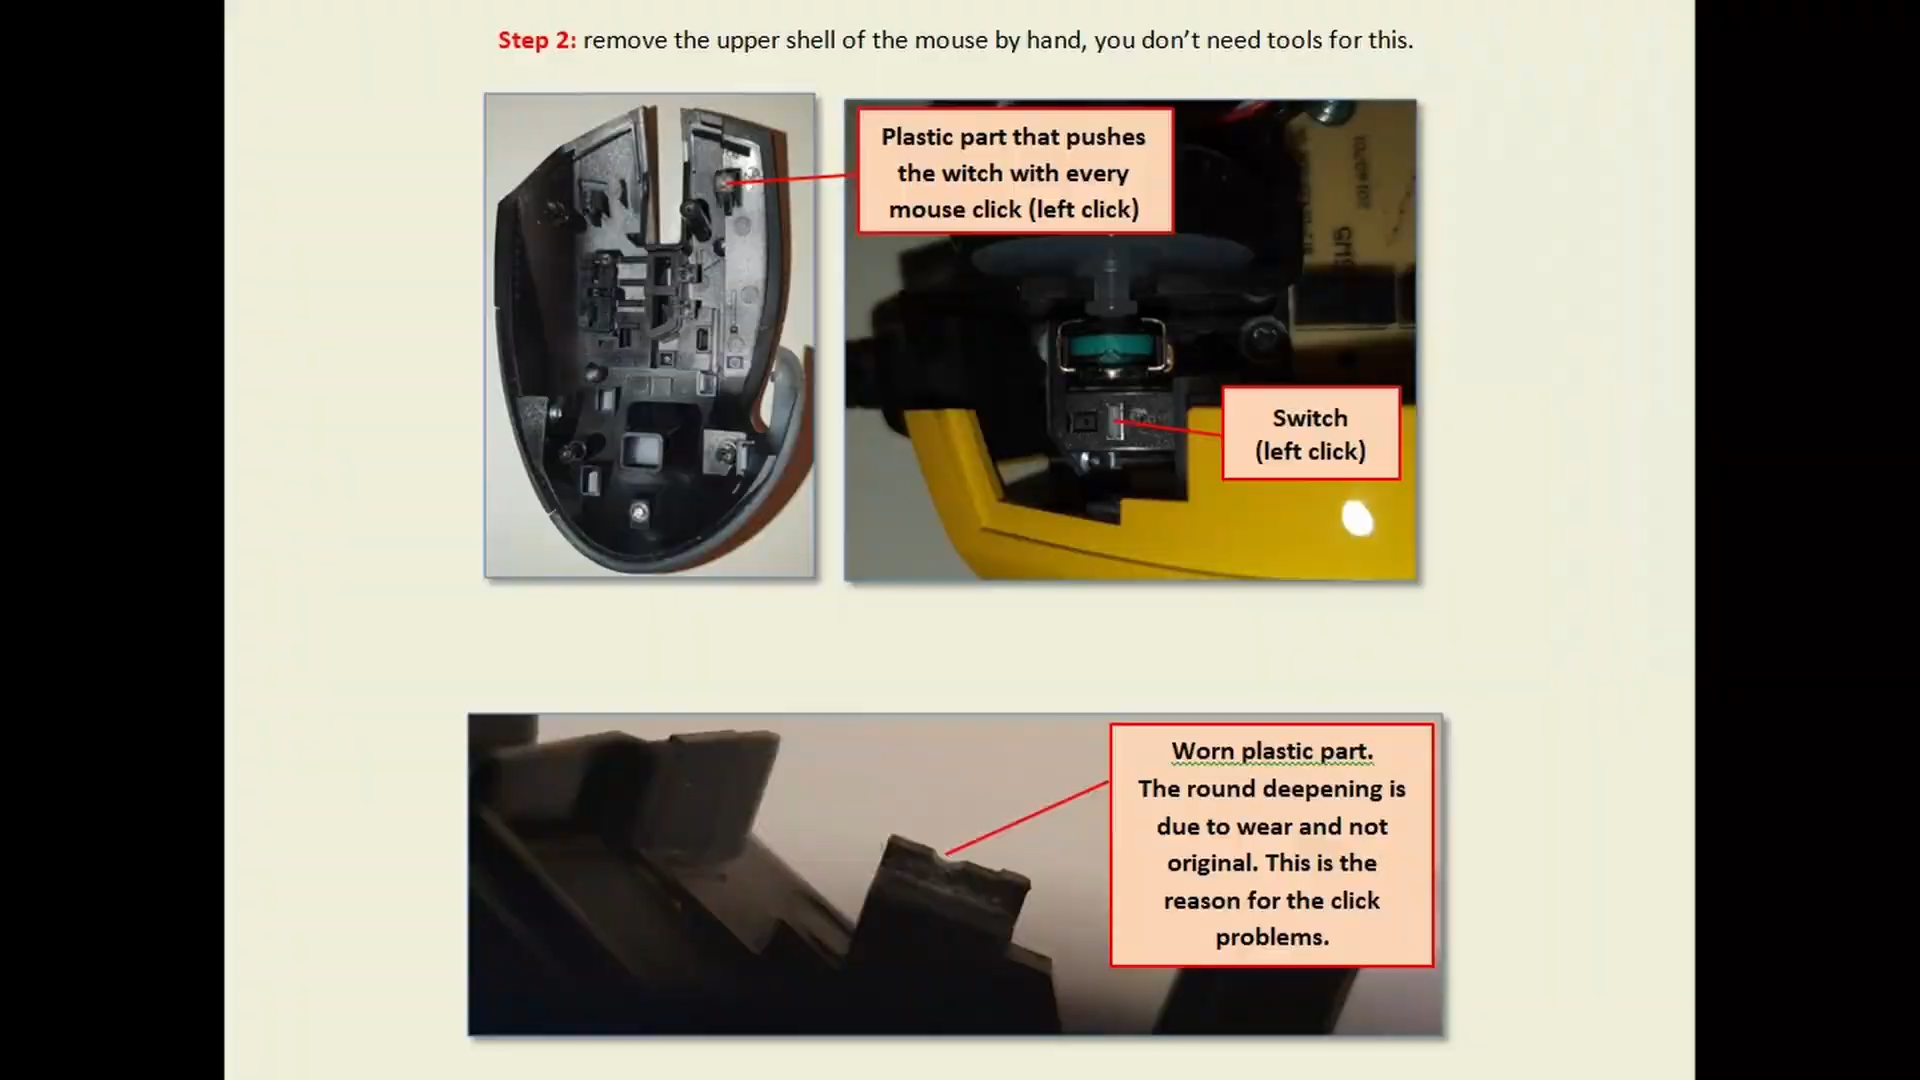 Step 2: remove the upper shell of the mouse by hand, you don't need tools for this.
Plastic part that pushes
the witch with every
mouse click (left click)
Switch
(left click)
Worn plastic part.
The round deepening is
due to wear and not
original. This is the
reason for the click
problems.